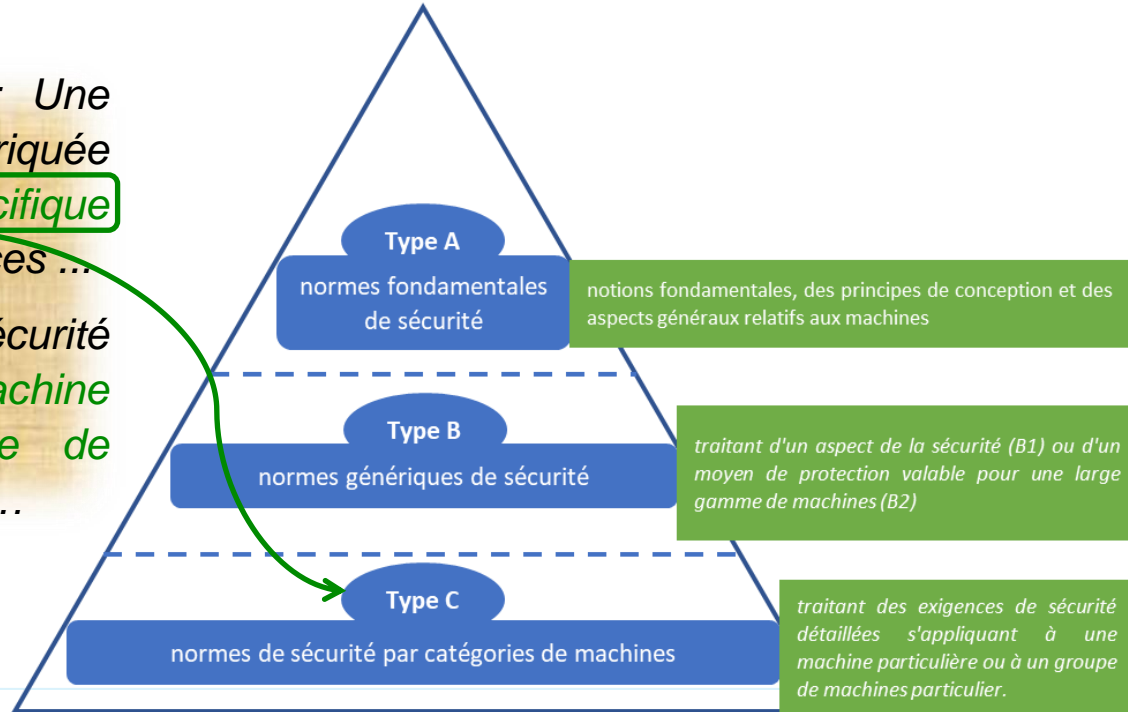 Une
cifique
ces ...
achine
e de
...
Type A
normes fondamentales
de sécurité
notions fondamentales, des principes de conception et des
aspects généraux relatifs aux machines
Type B
normes génériques de sécurité
traitant d'un aspect de la sécurité (B1) ou d'un
moyen de protection valable pour une large
gamme de machines (B2)
Type C
normes de sécurité par catégories de machines
traitant des exigences de sécurité
détaillées s'appliquant à une
machine particulière ou à un groupe
de machines particulier.